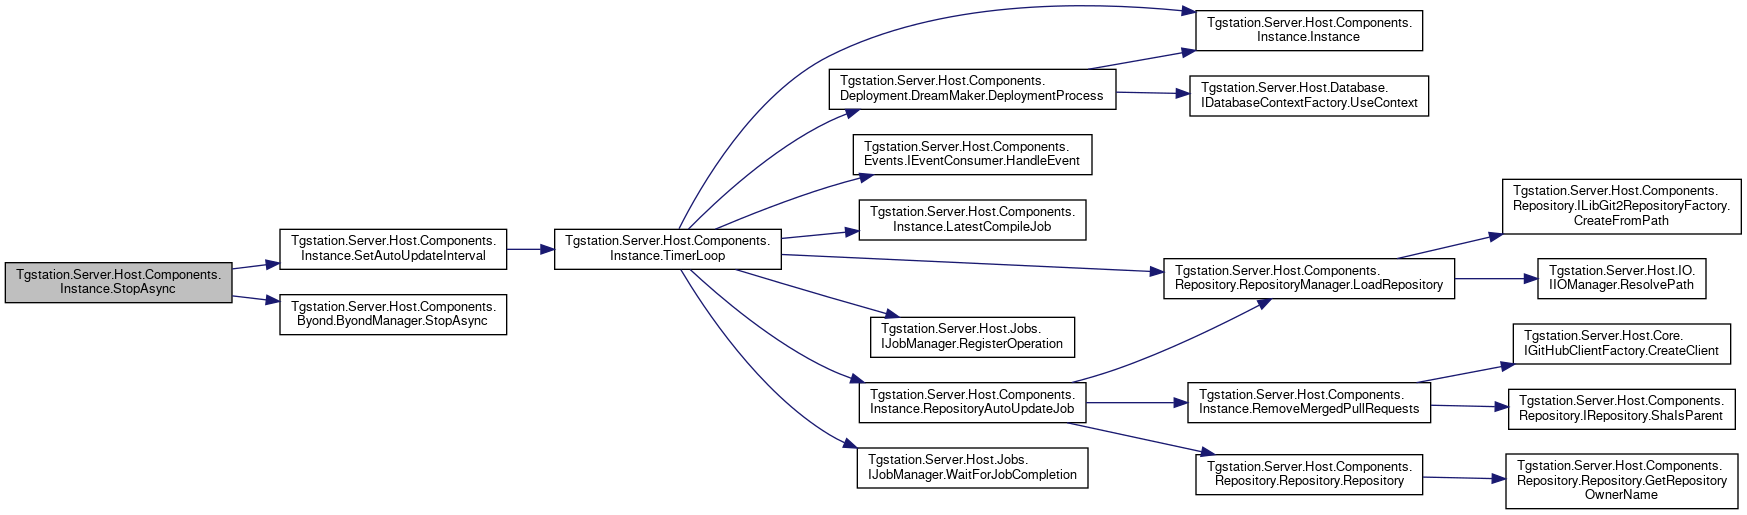 Tgstation.Server.Host.Components.
Instance.StopAsync
Tgstation.Server.Host.Components.
Instance.SetAutoUpdateInterval
Tgstation.Server.Host.Components.
Byond.ByondManager.StopAsync
Tgstation.Server.Host.Components.
Instance.TimerLoop
Tgstation.Server.Host.Components.
Deployment.DreamMaker.DeploymentProcess
Tgstation.Server.Host.Components.
Events.IEventConsumer.HandleEvent
Tgstation.Server.Host.Components.
Instance.LatestCompileJob
Tgstation.Server.Host.Jobs.
IJobManager.RegisterOperation
Tgstation.Server.Host.Components.
Instance.RepositoryAutoUpdateJob
Tgstation.Server.Host.Jobs.
IJobManager.WaitForJobCompletion
Tgstation.Server.Host.Components.
Instance.Instance
Tgstation.Server.Host.Database.
IDatabaseContextFactory.UseContext
Tgstation.Server.Host.Components.
Repository.RepositoryManager.LoadRepository
Tgstation.Server.Host.Components.
Instance.RemoveMergedPullRequests
Tgstation.Server.Host.Components.
Repository.Repository.Repository
Tgstation.Server.Host.Components.
Repository.ILibGit2RepositoryFactory.
CreateFromPath
Tgstation.Server.Host.IO.
IIOManager.ResolvePath
Tgstation.Server.Host.Core.
IGitHubClientFactory.CreateClient
Tgstation.Server.Host.Components.
Repository.IRepository.ShaIsParent
Tgstation.Server.Host.Components.
Repository.Repository.GetRepository
OwnerName